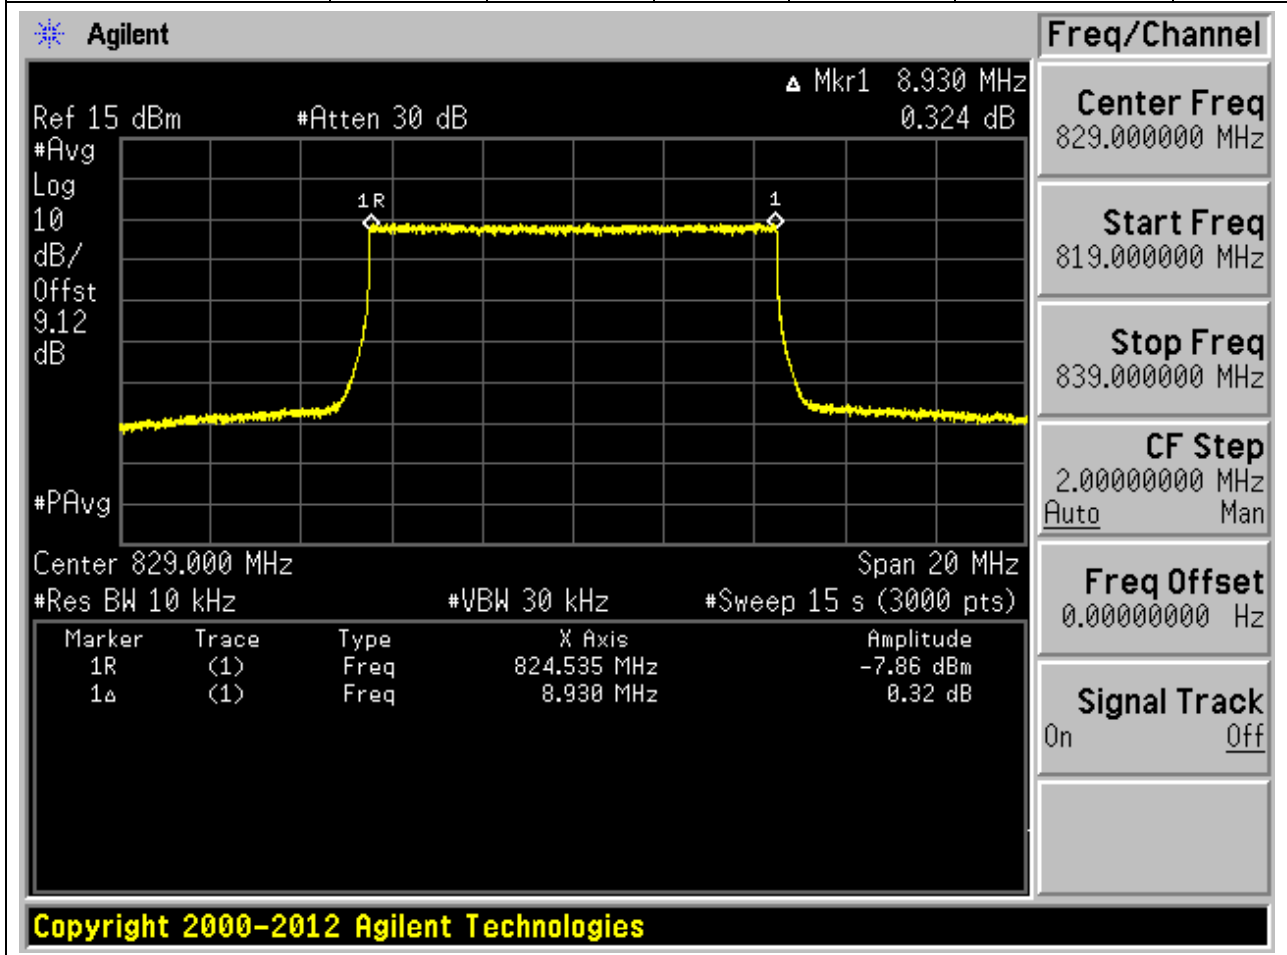 Agilent
Freq/Channel
Δ Mkr1 8.930 MHz
Ref 15 dBm #Atten 30 dB 0.324 dB
#Avg
Log
10
dB/
Offst
9.12
dB
1R
1
#PAvg
Center 829.000 MHz Span 20 MHz
#Res BW 10 kHz #VBW 30 kHz #Sweep 15 s (3000 pts)
Marker Trace Type X Axis Amplitude
1R (1) Freq 824.535 MHz -7.86 dBm
1Δ (1) Freq 8.930 MHz 0.32 dB
Center Freq
829.000000 MHz
Start Freq
819.000000 MHz
Stop Freq
839.000000 MHz
CF Step
2.00000000 MHz
Auto Man
Freq Offset
0.00000000 Hz
Signal Track
On Off
Copyright 2000-2012 Agilent Technologies